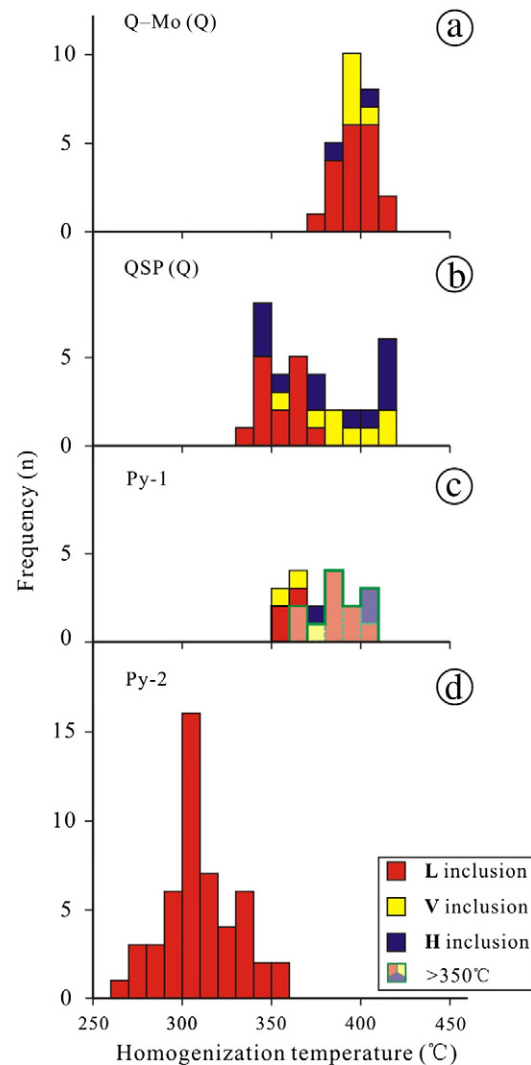 Q–Mo (Q)
a
10
5
0
QSP (Q)
b
5
0
Py-1
c
5
0
Py-2
d
15
10
5
0
Frequency (n)
L inclusion
V inclusion
H inclusion
>350℃
250 300 350 400 450
Homogenization temperature (℃)